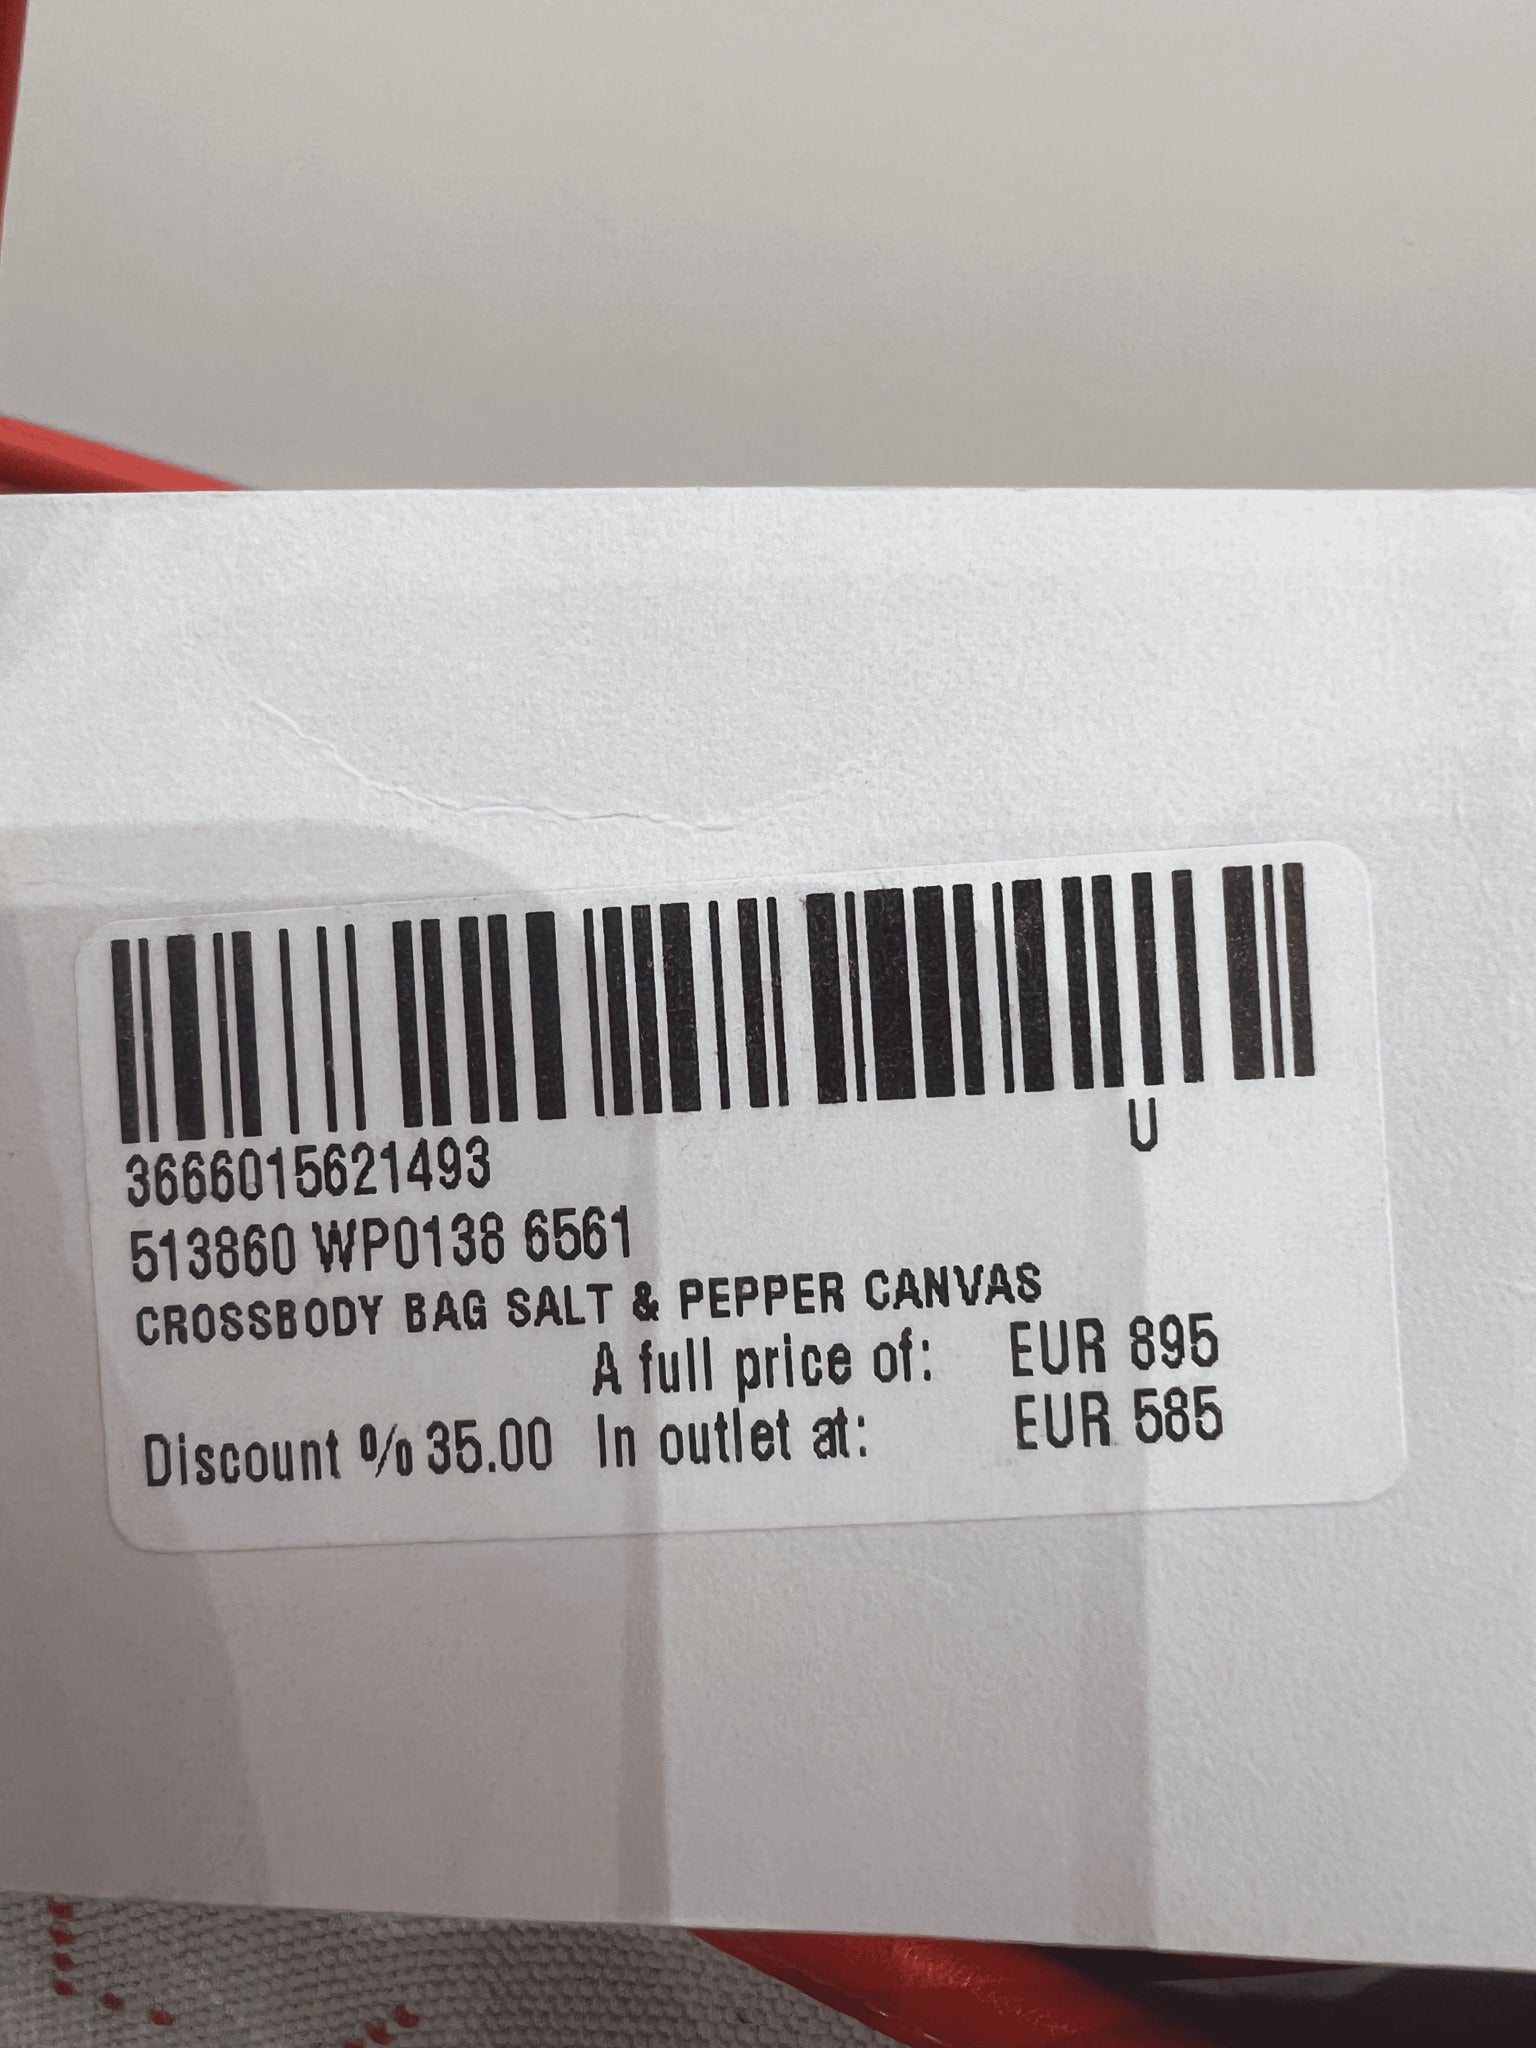 U
3666015621493
513860 WP0138 6561
CROSSBODY BAG SALT & PEPPER CANVAS
A full price of: EUR 895
Discount % 35.00 In outlet at: EUR 585